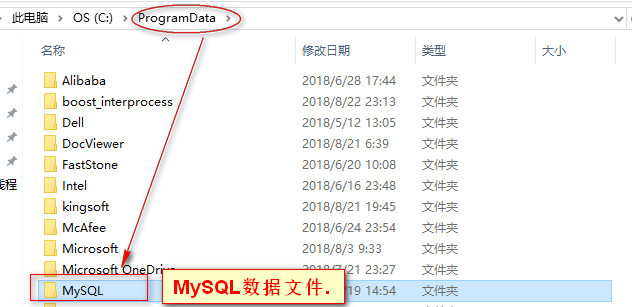 此电脑 > OS (C:) > ProgramData >
名称 修改日期 类型 大小
Alibaba 2018/6/28 17:44 文件夹
boost_interprocess 2018/8/22 23:13 文件夹
Dell 2018/5/12 13:05 文件夹
DocViewer 2018/8/21 6:39 文件夹
FastStone 2018/6/20 10:08 文件夹
线程 Intel 2018/6/16 23:48 文件夹
kingsoft 2018/8/21 19:45 文件夹
McAfee 2018/6/24 23:54 文件夹
Microsoft 2018/8/3 9:33 文件夹
Microsoft OneDrive 7/21 23:27 文件夹
MySQL 19 14:54 文件夹
MySQL数据文件.